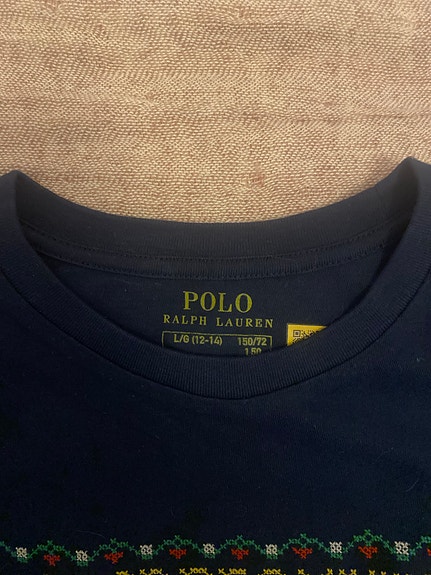 POLO
RALPH LAUREN
L/G (12-14) 150/72
150